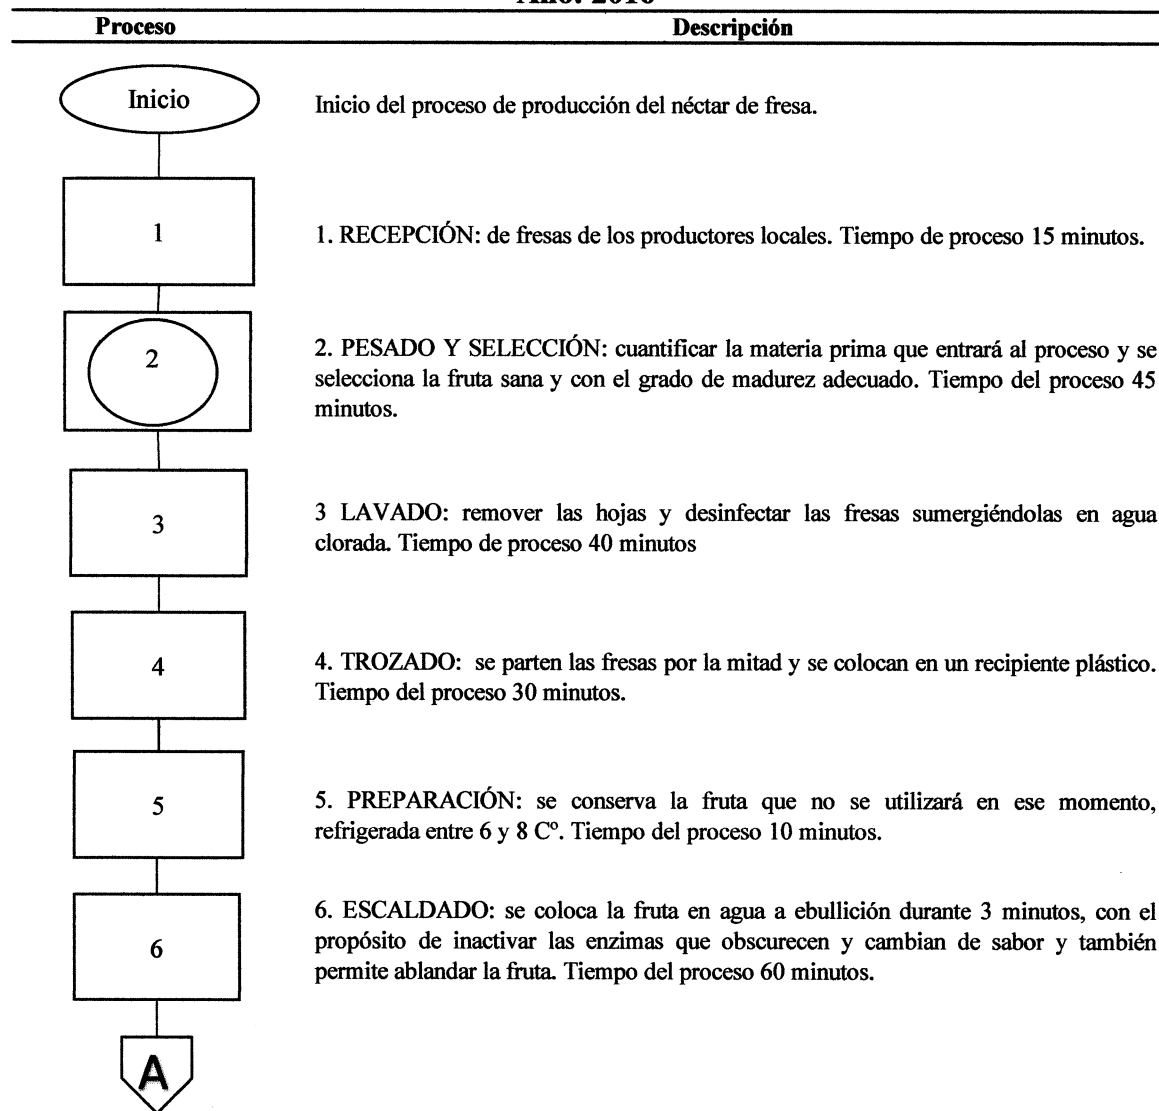 Proceso Descripción
Inicio
Inicio del proceso de producción del néctar de fresa.
1
1. RECEPCIÓN: de fresas de los productores locales. Tiempo de proceso 15 minutos.
2
2. PESADO Y SELECCIÓN: cuantificar la materia prima que entrará al proceso y se
selecciona la fruta sana y con el grado de madurez adecuado. Tiempo del proceso 45
minutos.
3
3 LAVADO: remover las hojas y desinfectar las fresas sumergiéndolas en agua
clorada. Tiempo de proceso 40 minutos
4
4. TROZADO: se parten las fresas por la mitad y se colocan en un recipiente plástico.
Tiempo del proceso 30 minutos.
5
5. PREPARACIÓN: se conserva la fruta que no se utilizará en ese momento,
refrigerada entre 6 y 8 Cº. Tiempo del proceso 10 minutos.
6
6. ESCALDADO: se coloca la fruta en agua a ebullición durante 3 minutos, con el
propósito de inactivar las enzimas que obscurecen y cambian de sabor y también
permite ablandar la fruta. Tiempo del proceso 60 minutos.
A